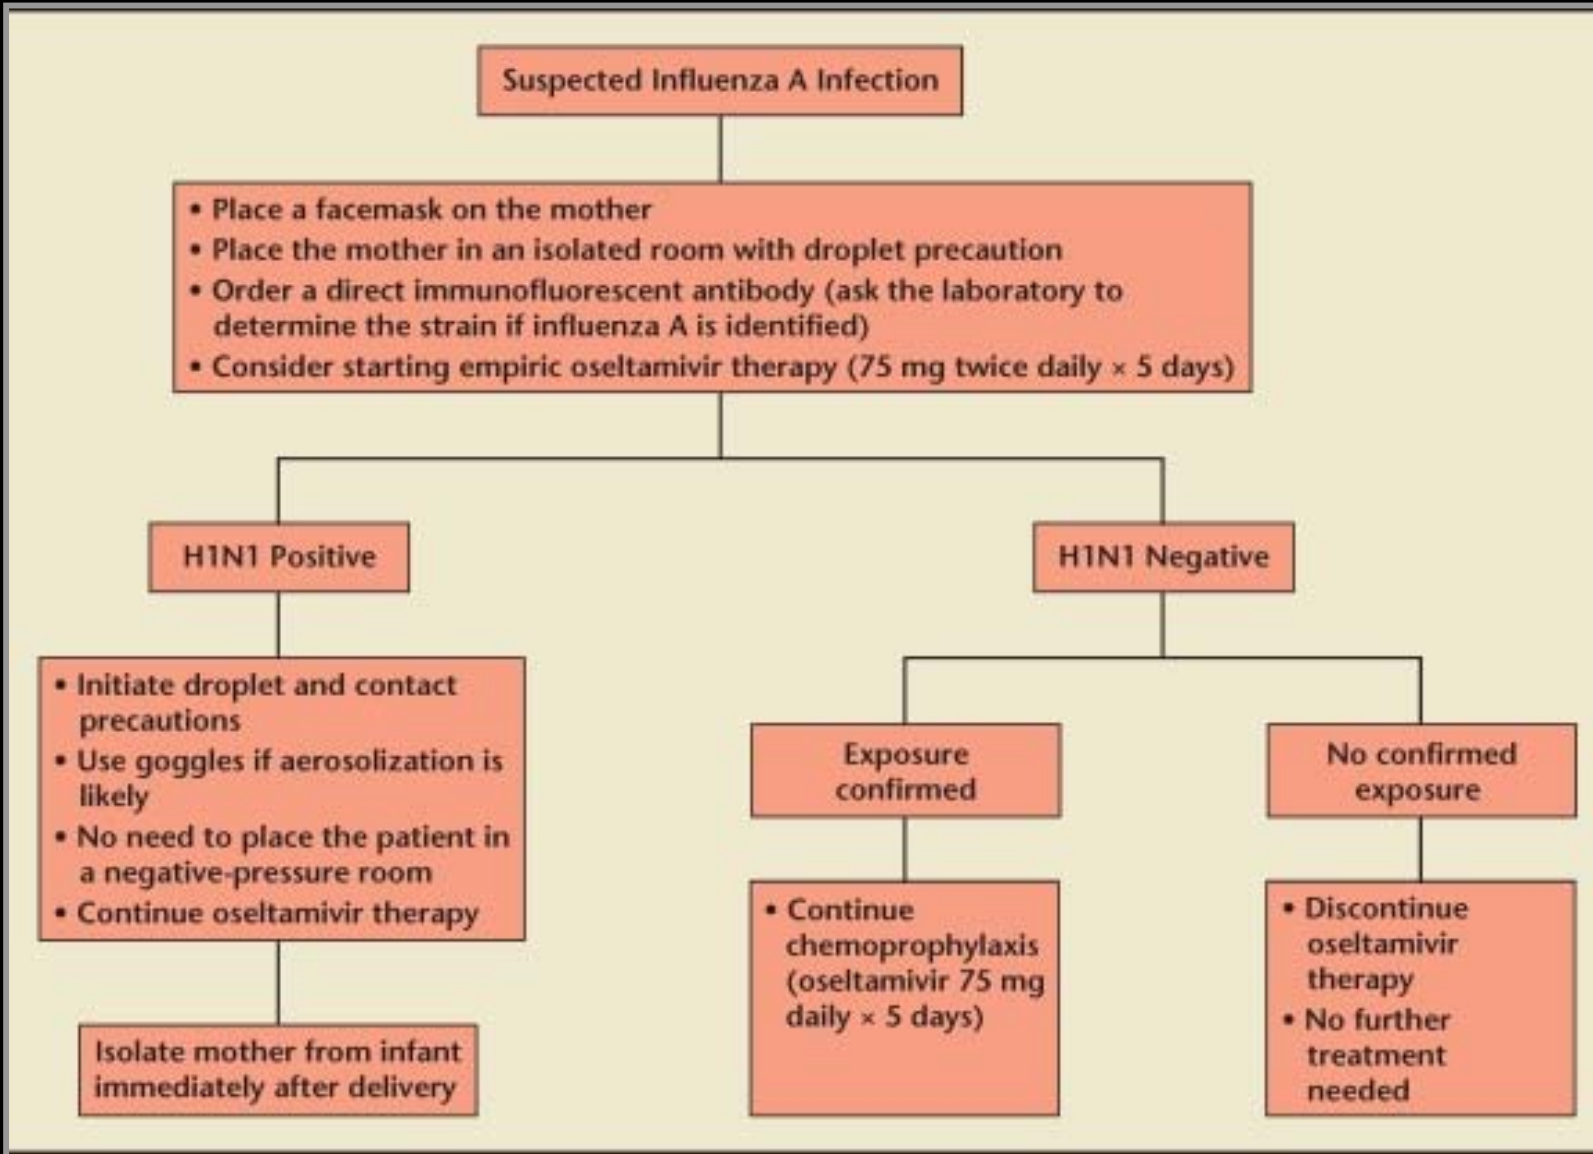 Suspected Influenza A Infection
• Place a facemask on the mother
• Place the mother in an isolated room with droplet precaution
• Order a direct immunofluorescent antibody (ask the laboratory to
determine the strain if influenza A is identified)
• Consider starting empiric oseltamivir therapy (75 mg twice daily × 5 days)
H1N1 Positive
• Initiate droplet and contact
precautions
• Use goggles if aerosolization is
likely
• No need to place the patient in
a negative-pressure room
• Continue oseltamivir therapy
Isolate mother from infant
immediately after delivery
H1N1 Negative
Exposure
confirmed
• Continue
chemoprophylaxis
(oseltamivir 75 mg
daily × 5 days)
No confirmed
exposure
• Discontinue
oseltamivir
therapy
• No further
treatment
needed